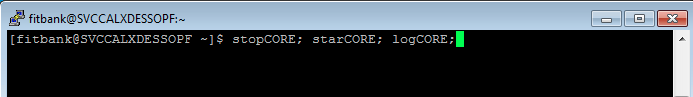 fitbank@SVCCALXDESSOPF:~
[fitbank@SVCCALXDESSOPF ~]$ stopCORE; starCORE; logCORE;